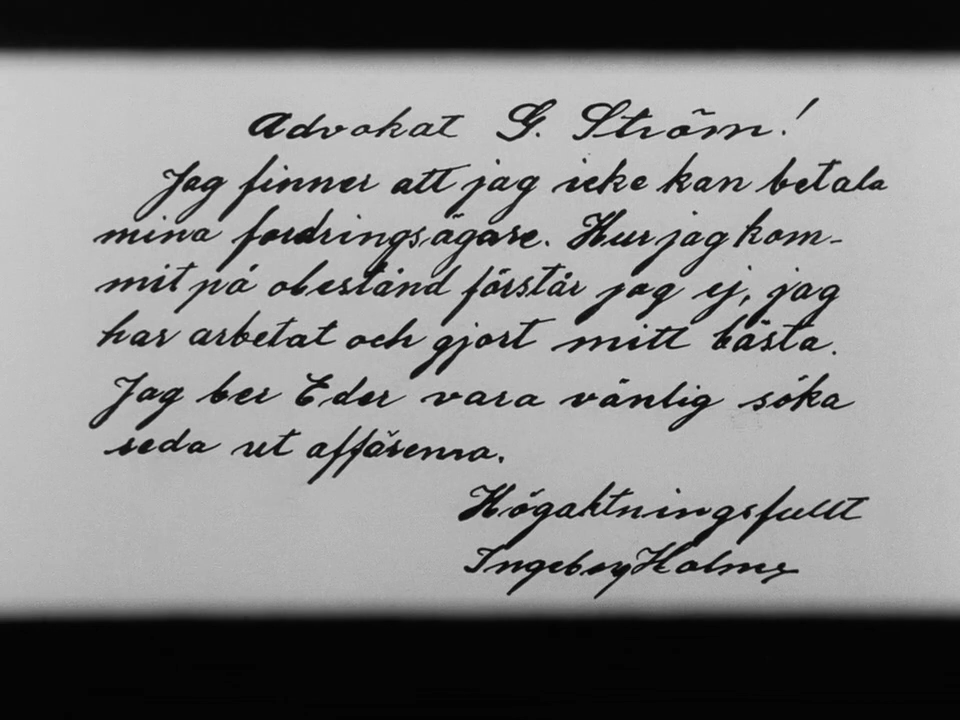 Advokat G. Ström!
Jag finner att jag icke kan betala
mina fordringsägare. Hur jag kom-
mit på obestånd förstår jag ej, jag
har arbetat och gjort mitt bästa.
Jag ber Eder vara vänlig söka
reda ut affärerna.
Högaktningsfullt
Ingeborg Holm